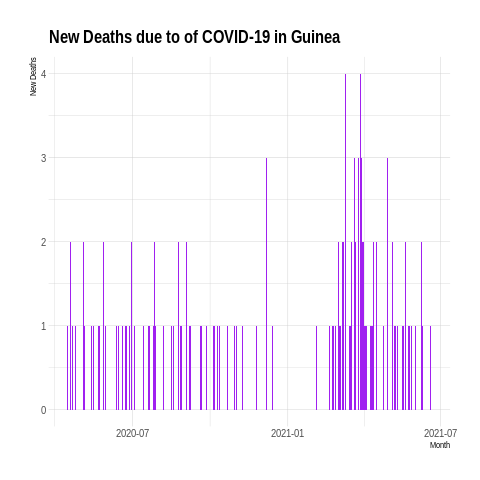 New Deaths due to of COVID-19 in Guinea
New Deaths
4
3
2
1
0
2020-07
2021-01
2021-07
Month